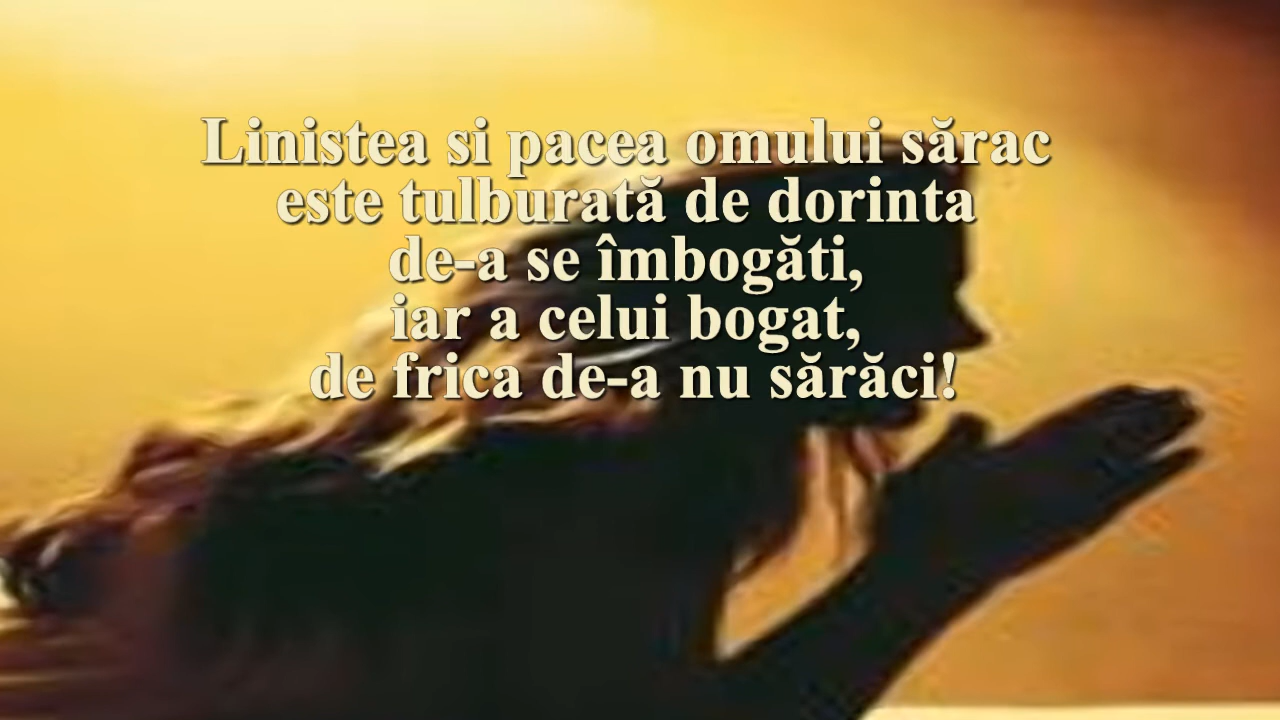 Linistea si pacea omului sărac
este tulburată de dorinta
de-a se îmbogăti,
iar a celui bogat,
de frica de-a nu sărăci!